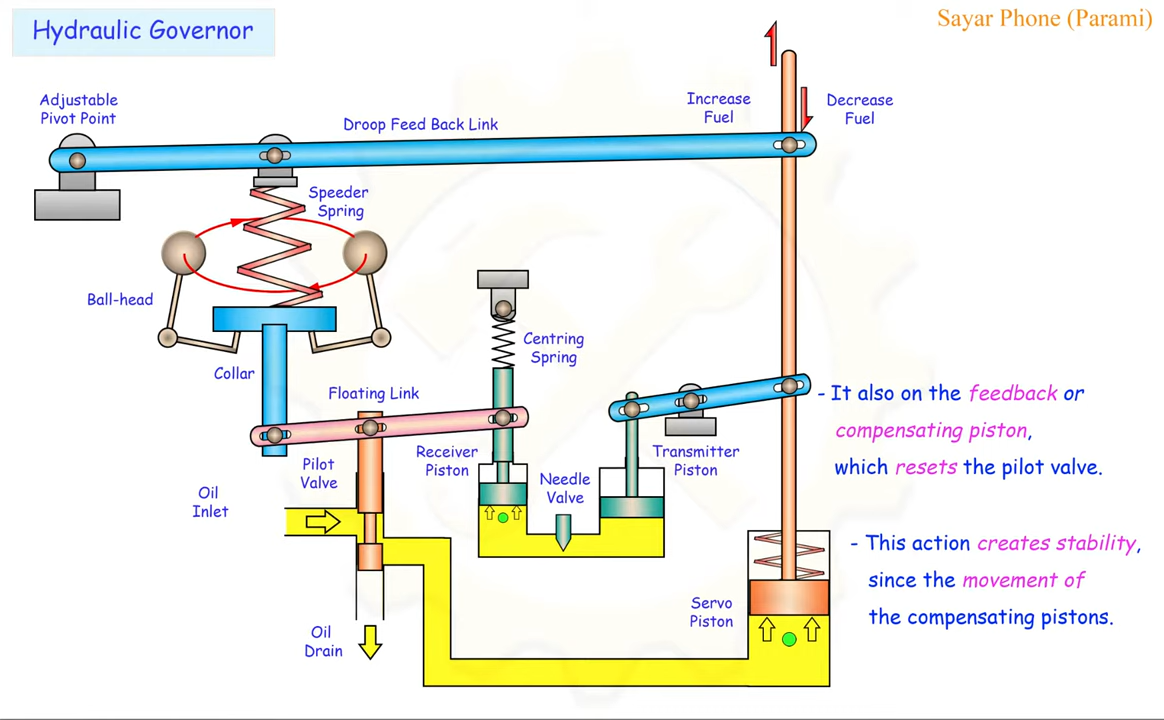 Hydraulic Governor
Sayar Phone (Parami)
Adjustable
Pivot Point
Droop Feed Back Link
Increase
Fuel
Decrease
Fuel
Speeder
Spring
Ball-head
Centring
Spring
Collar
Floating Link
- It also on the feedback or
compensating piston,
which resets the pilot valve.
Pilot
Valve
Receiver
Piston
Needle
Valve
Transmitter
Piston
Oil
Inlet
- This action creates stability,
since the movement of
the compensating pistons.
Servo
Piston
Oil
Drain